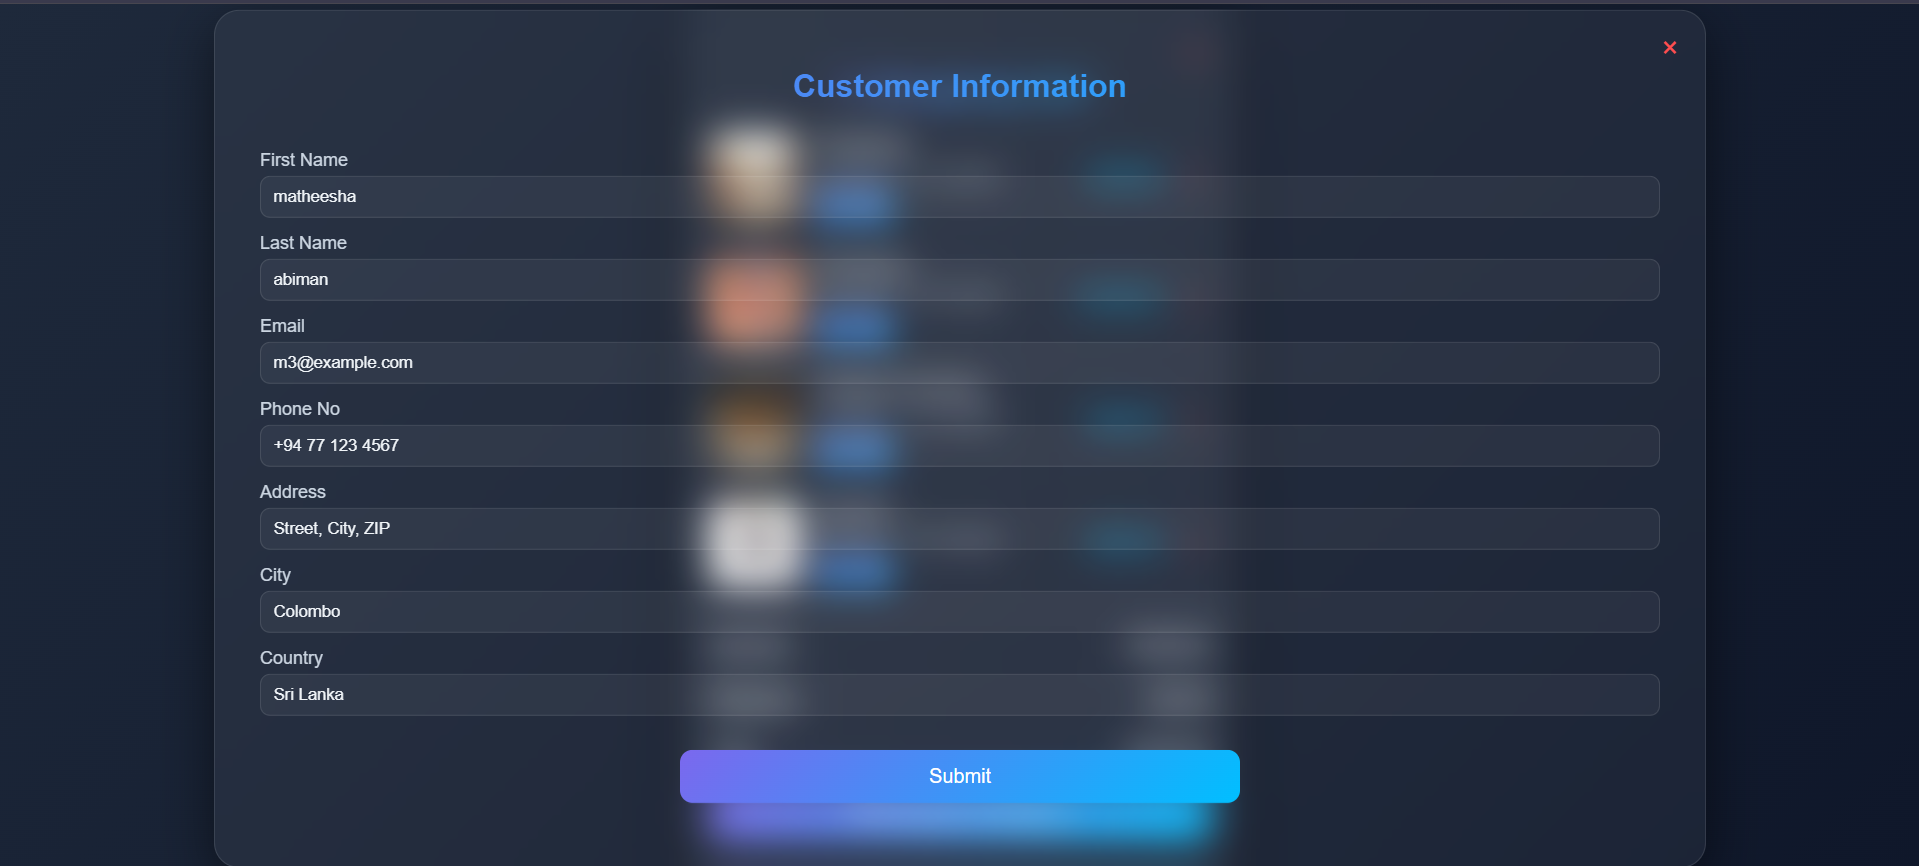 Customer Information
First Name
matheesha
Last Name
abiman
Email
m3@example.com
Phone No
+94 77 123 4567
Address
Street, City, ZIP
City
Colombo
Country
Sri Lanka
Submit